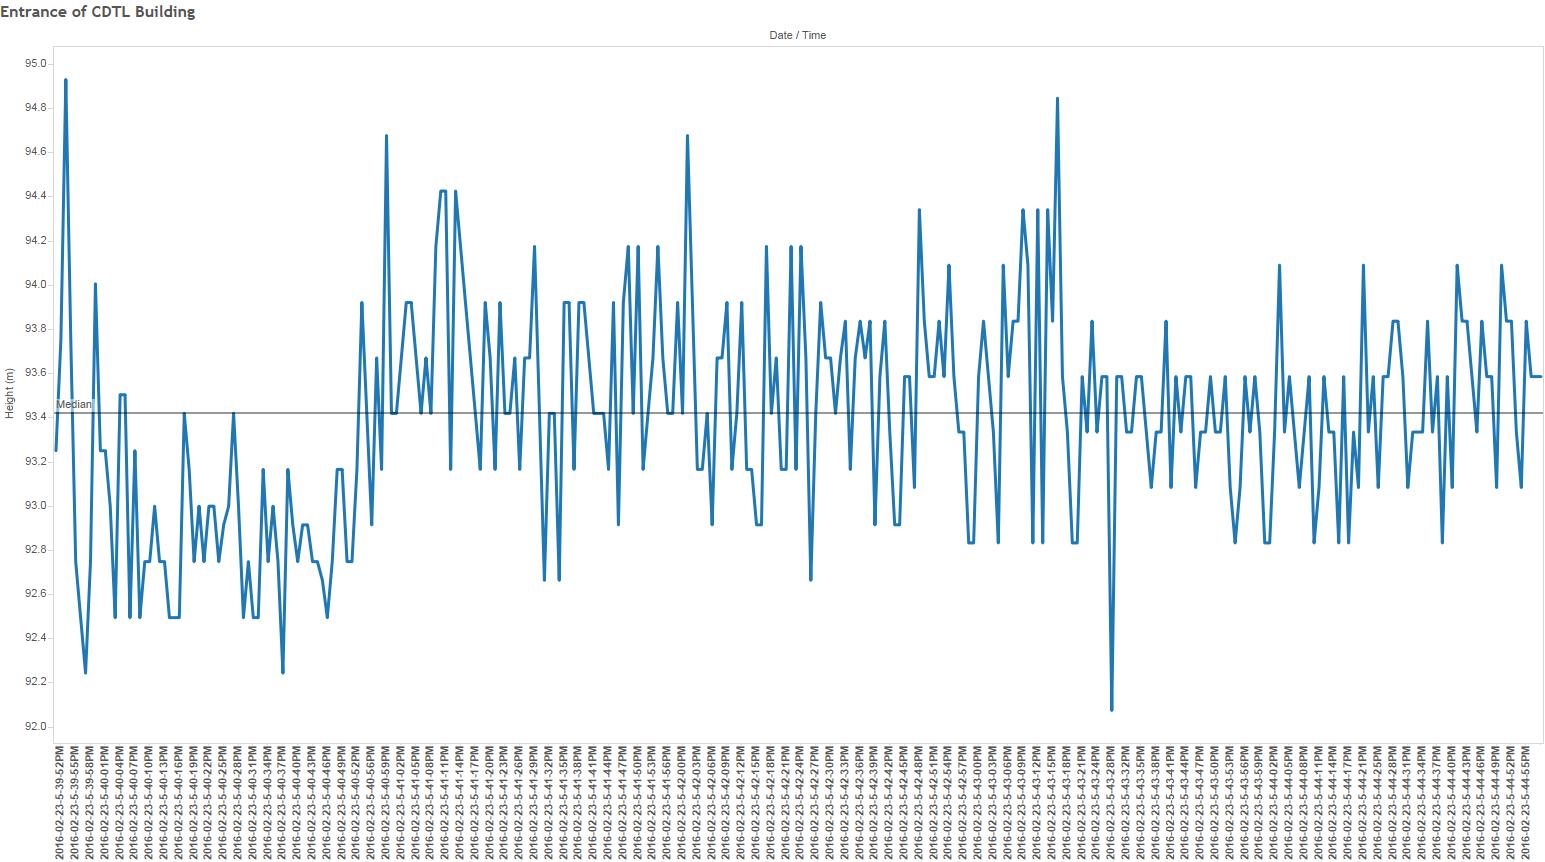 Entrance of CDTL Building
Date / Time
95.0
94.8
94.6
94.4
94.2
94.0
93.8
93.6
93.4
93.2
93.0
92.8
92.6
92.4
92.2
92.0
Height (m)
Median
2016-02-23-5-39-52PM
2016-02-23-5-39-55PM
2016-02-23-5-39-58PM
2016-02-23-5-40-01PM
2016-02-23-5-40-04PM
2016-02-23-5-40-07PM
2016-02-23-5-40-10PM
2016-02-23-5-40-13PM
2016-02-23-5-40-16PM
2016-02-23-5-40-19PM
2016-02-23-5-40-22PM
2016-02-23-5-40-25PM
2016-02-23-5-40-28PM
2016-02-23-5-40-31PM
2016-02-23-5-40-34PM
2016-02-23-5-40-37PM
2016-02-23-5-40-40PM
2016-02-23-5-40-43PM
2016-02-23-5-40-46PM
2016-02-23-5-40-49PM
2016-02-23-5-40-52PM
2016-02-23-5-40-56PM
2016-02-23-5-40-59PM
2016-02-23-5-41-02PM
2016-02-23-5-41-05PM
2016-02-23-5-41-08PM
2016-02-23-5-41-11PM
2016-02-23-5-41-14PM
2016-02-23-5-41-17PM
2016-02-23-5-41-20PM
2016-02-23-5-41-23PM
2016-02-23-5-41-26PM
2016-02-23-5-41-29PM
2016-02-23-5-41-32PM
2016-02-23-5-41-35PM
2016-02-23-5-41-38PM
2016-02-23-5-41-41PM
2016-02-23-5-41-44PM
2016-02-23-5-41-47PM
2016-02-23-5-41-50PM
2016-02-23-5-41-53PM
2016-02-23-5-41-56PM
2016-02-23-5-42-00PM
2016-02-23-5-42-03PM
2016-02-23-5-42-06PM
2016-02-23-5-42-09PM
2016-02-23-5-42-12PM
2016-02-23-5-42-15PM
2016-02-23-5-42-18PM
2016-02-23-5-42-21PM
2016-02-23-5-42-24PM
2016-02-23-5-42-27PM
2016-02-23-5-42-30PM
2016-02-23-5-42-33PM
2016-02-23-5-42-36PM
2016-02-23-5-42-39PM
2016-02-23-5-42-42PM
2016-02-23-5-42-45PM
2016-02-23-5-42-48PM
2016-02-23-5-42-51PM
2016-02-23-5-42-54PM
2016-02-23-5-42-57PM
2016-02-23-5-43-00PM
2016-02-23-5-43-03PM
2016-02-23-5-43-06PM
2016-02-23-5-43-09PM
2016-02-23-5-43-12PM
2016-02-23-5-43-15PM
2016-02-23-5-43-18PM
2016-02-23-5-43-21PM
2016-02-23-5-43-24PM
2016-02-23-5-43-28PM
2016-02-23-5-43-32PM
2016-02-23-5-43-35PM
2016-02-23-5-43-38PM
2016-02-23-5-43-41PM
2016-02-23-5-43-44PM
2016-02-23-5-43-47PM
2016-02-23-5-43-50PM
2016-02-23-5-43-53PM
2016-02-23-5-43-56PM
2016-02-23-5-43-59PM
2016-02-23-5-44-02PM
2016-02-23-5-44-05PM
2016-02-23-5-44-08PM
2016-02-23-5-44-11PM
2016-02-23-5-44-14PM
2016-02-23-5-44-17PM
2016-02-23-5-44-21PM
2016-02-23-5-44-25PM
2016-02-23-5-44-28PM
2016-02-23-5-44-31PM
2016-02-23-5-44-34PM
2016-02-23-5-44-37PM
2016-02-23-5-44-40PM
2016-02-23-5-44-43PM
2016-02-23-5-44-46PM
2016-02-23-5-44-49PM
2016-02-23-5-44-52PM
2016-02-23-5-44-55PM